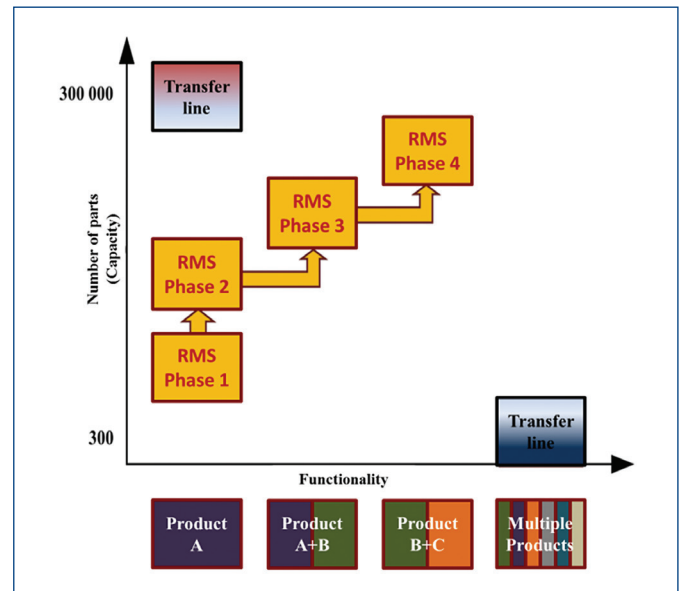 300 000
Transfer
line
RMS
Phase 4
RMS
Phase 3
Number of parts
(Capacity)
RMS
Phase 2
RMS
Phase 1
300
Transfer
line
Functionality
Product
A
Product
A+B
Product
B+C
Multiple
Products